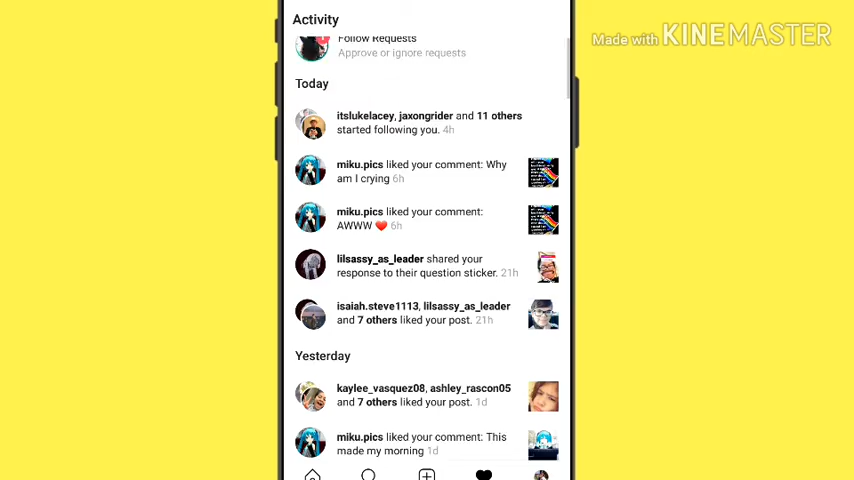 Activity
Made with KINEMASTER
Follow Requests
Approve or ignore requests
Today
itslukelacey, jaxongrider and 11 others
started following you. 4h
miku.pics liked your comment: Why
am I crying 6h
miku.pics liked your comment:
AWWW ❤️ 6h
lilsassy_as_leader shared your
response to their question sticker. 21h
isaiah.steve1113, lilsassy_as_leader
and 7 others liked your post. 21h
Yesterday
kaylee_vasquez08, ashley_rascon05
and 7 others liked your post. 1d
miku.pics liked your comment: This
made my morning 1d